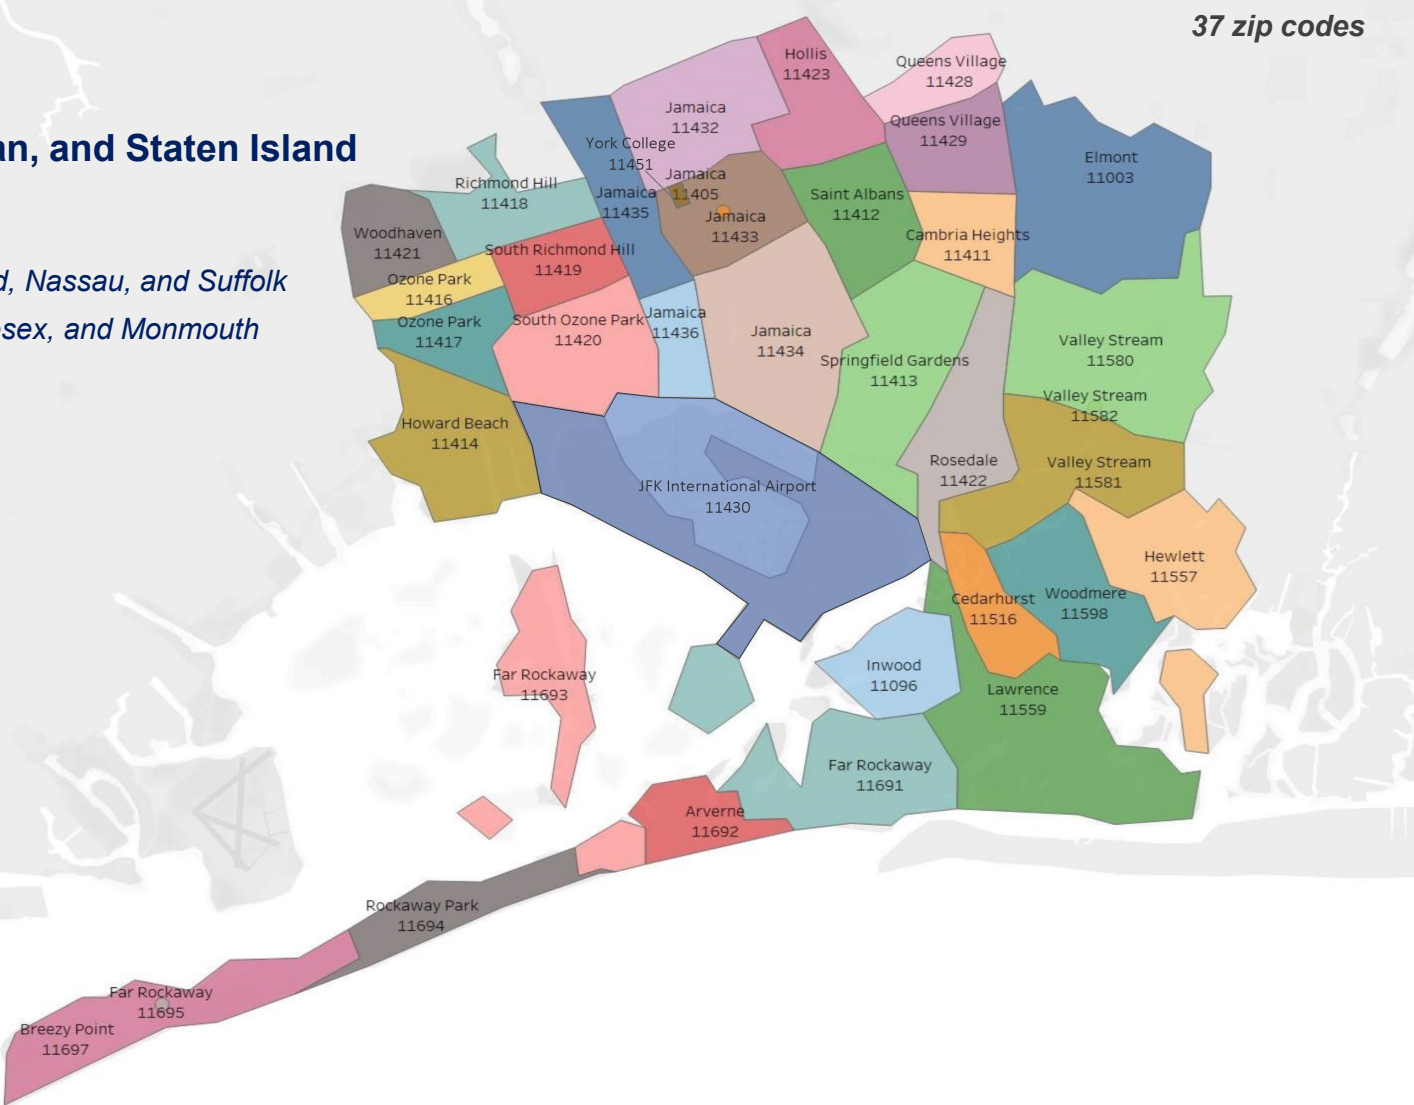 37 zip codes
an, and Staten Island
d, Nassau, and Suffolk
sex, and Monmouth
Hollis
11423
Queens Village
11428
Jamaica
11432
Queens Village
11429
York College
11451
Elmont
11003
Richmond Hill
11418
Jamaica
11405
Jamaica
11435
Saint Albans
11412
Jamaica
11433
Woodhaven
11421
Cambria Heights
11411
South Richmond Hill
11419
Ozone Park
11416
Ozone Park
11417
South Ozone Park
11420
Jamaica
11436
Jamaica
11434
Valley Stream
11580
Springfield Gardens
11413
Valley Stream
11582
Howard Beach
11414
Rosedale
11422
Valley Stream
11581
JFK International Airport
11430
Hewlett
11557
Cedarhurst
11516
Woodmere
11598
Far Rockaway
11693
Inwood
11096
Lawrence
11559
Far Rockaway
11691
Arverne
11692
Rockaway Park
11694
Far Rockaway
11695
Breezy Point
11697